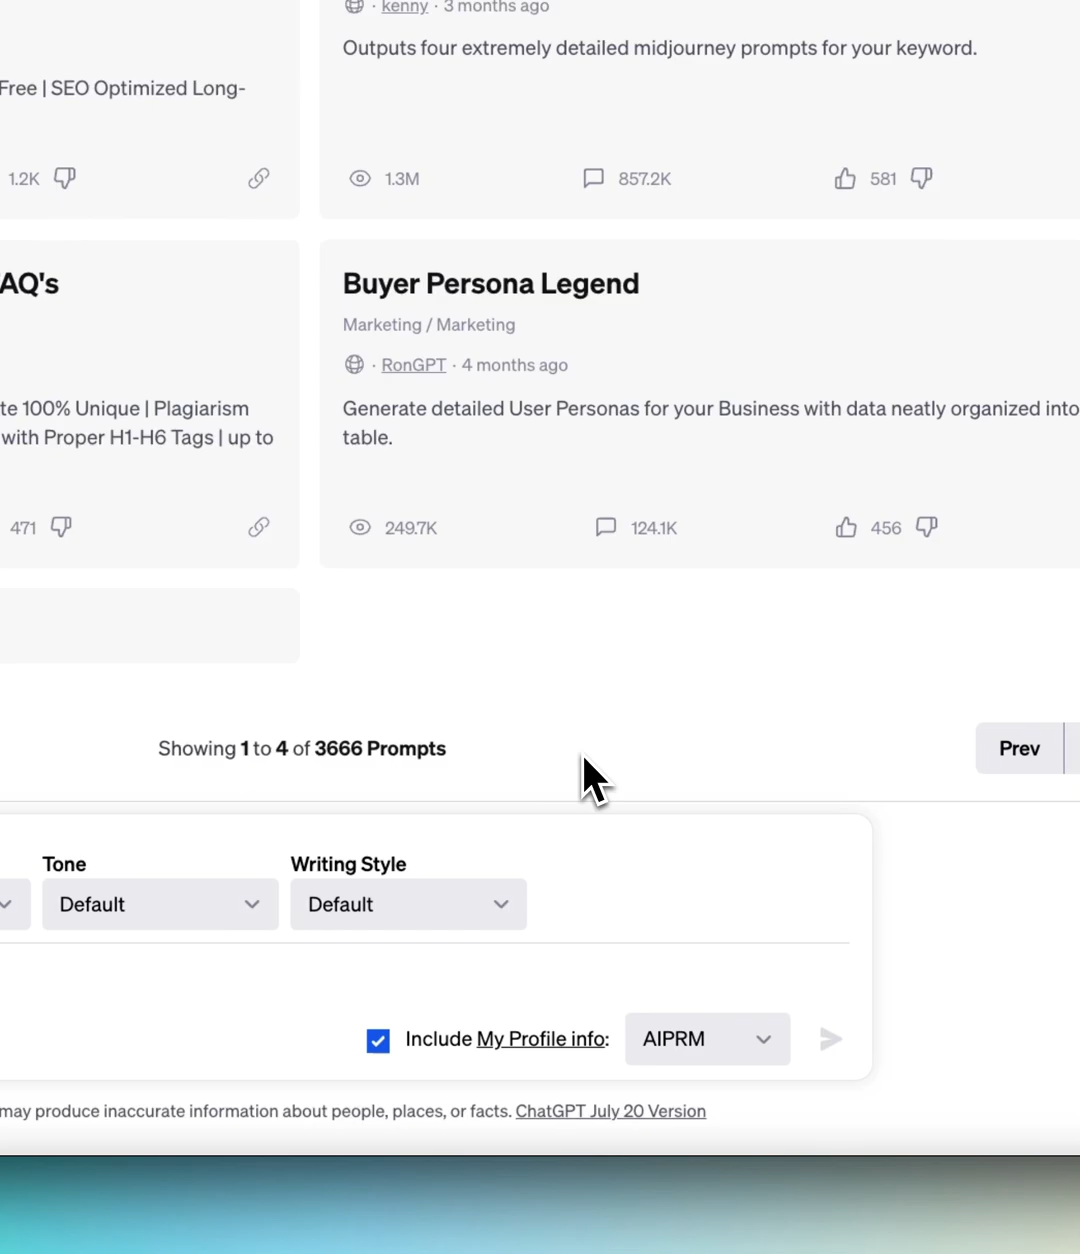 · kenny · 3 months ago
Outputs four extremely detailed midjourney prompts for your keyword.
Free | SEO Optimized Long-
1.2K
1.3M
857.2K
581
AQ's
Buyer Persona Legend
Marketing / Marketing
· RonGPT · 4 months ago
te 100% Unique | Plagiarism
with Proper H1-H6 Tags | up to
Generate detailed User Personas for your Business with data neatly organized into
table.
471
249.7K
124.1K
456
Showing 1 to 4 of 3666 Prompts
Prev
Tone
Writing Style
Default
Default
Include My Profile info:
AIPRM
may produce inaccurate information about people, places, or facts. ChatGPT July 20 Version